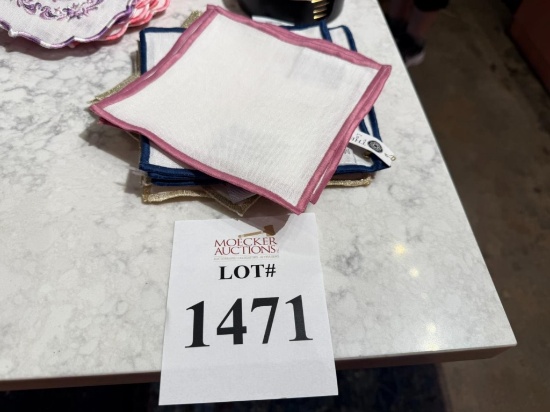 MOECKER
AUCTIONS
LOT#
1471